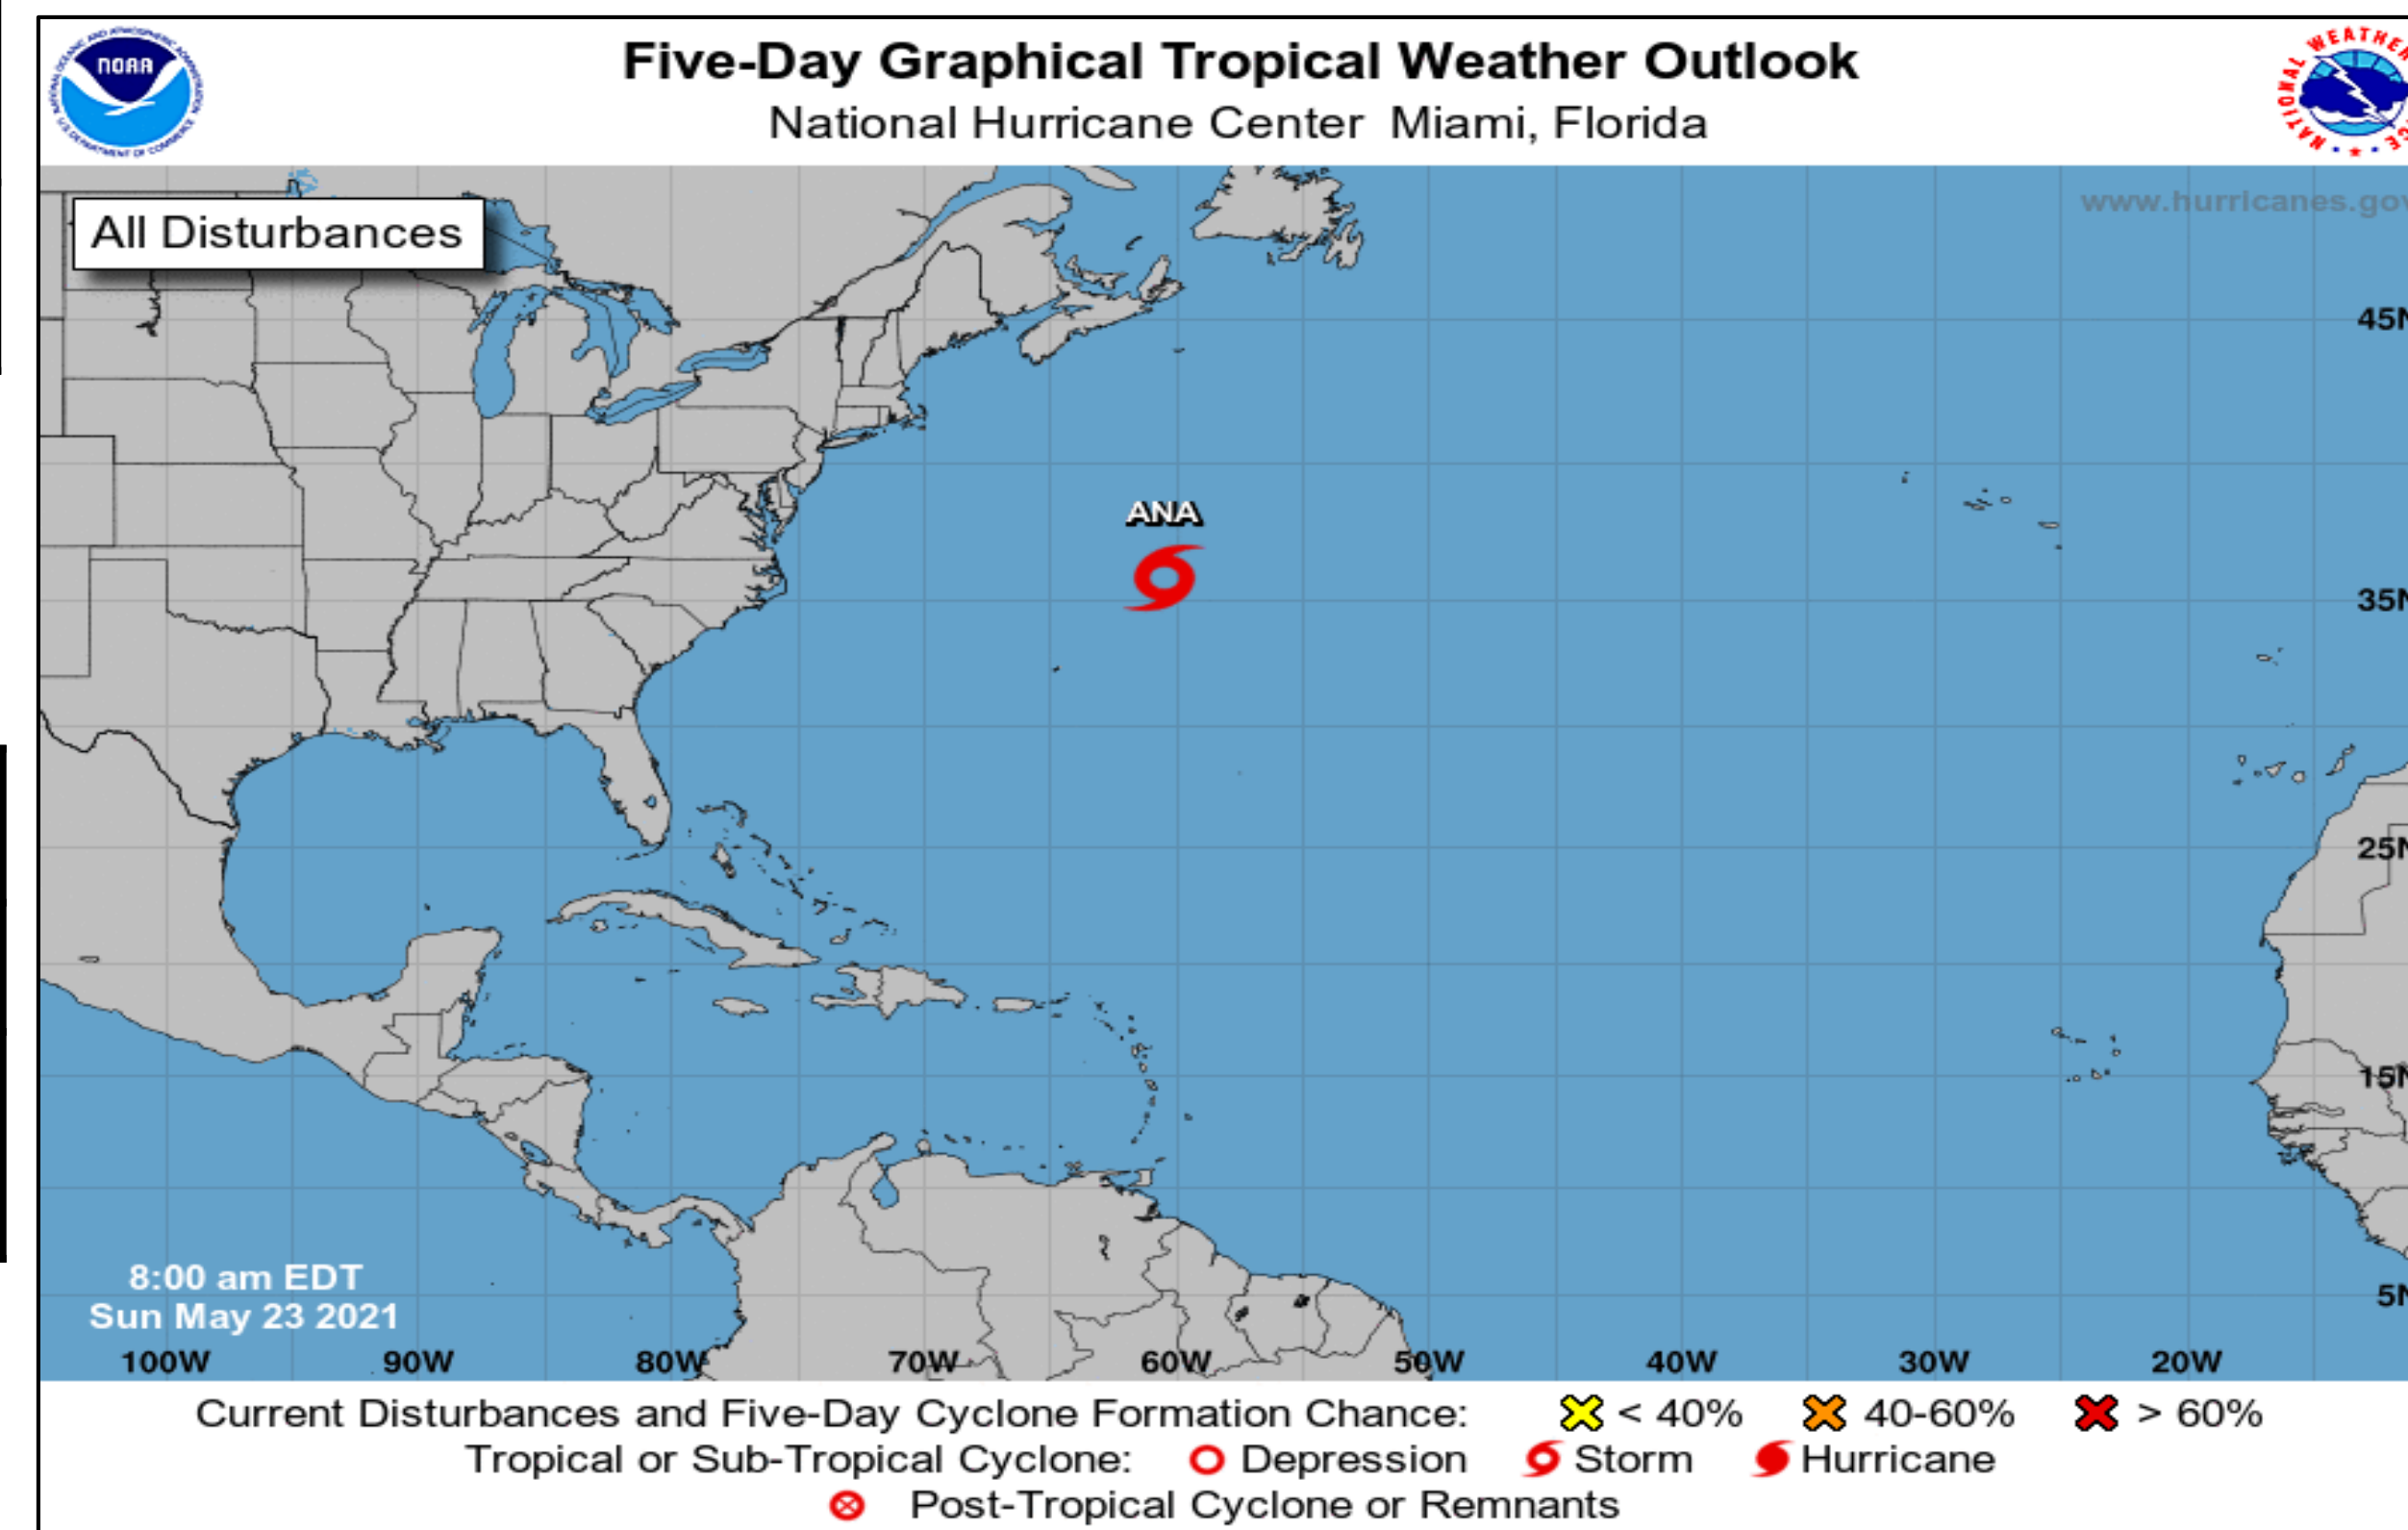 NOAA
Five-Day Graphical Tropical Weather Outlook
National Hurricane Center Miami, Florida
www.hurricanes.gov
All Disturbances
45N
ANA
35N
25N
15N
5N
8:00 am EDT
Sun May 23 2021
100W 90W 80W 70W 60W 50W 40W 30W 20W
Current Disturbances and Five-Day Cyclone Formation Chance: < 40% 40-60% > 60%
Tropical or Sub-Tropical Cyclone: Depression Storm Hurricane
Post-Tropical Cyclone or Remnants